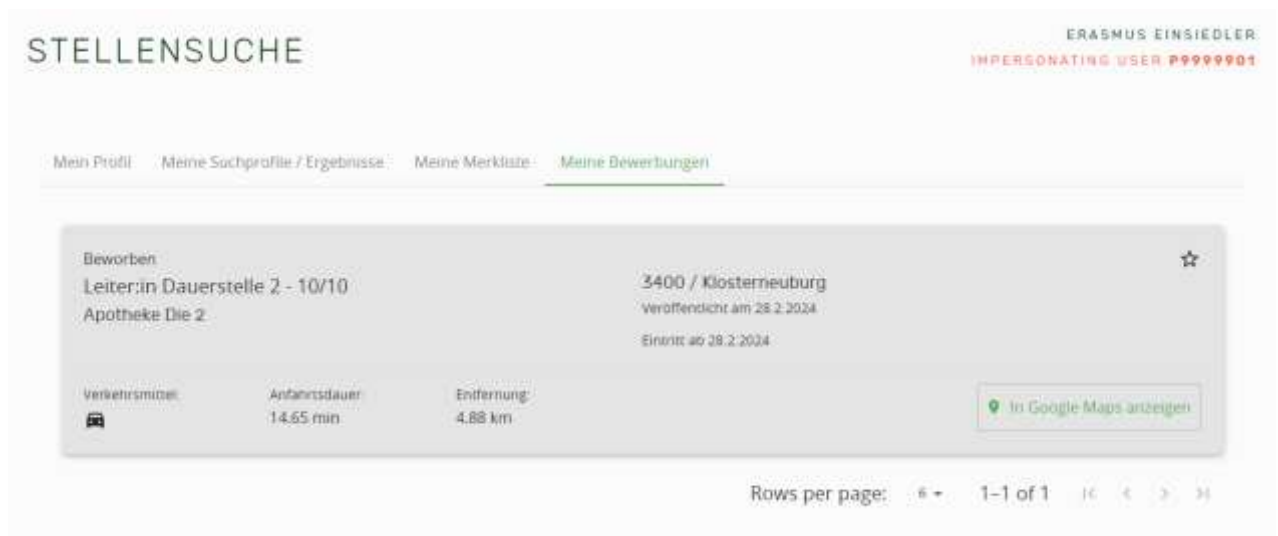 STELLENSUCHE
ERASMUS EINSIEDLER
IMPERSONATING USER P9999901
Mein Profil Meine Suchprofile / Ergebnisse Meine Merkliste Meine Bewerbungen
Beworben
Leiter:in Dauerstelle 2 - 10/10
Apotheke Die 2
3400 / Klosterneuburg
Veröffentlicht am 28.2.2024
Eintritt ab 28.2.2024
Verkehrsmittel:
Anfahrtsdauer:
Entfernung:
14.65 min
4.88 km
In Google Maps anzeigen
Rows per page: 6 1–1 of 1